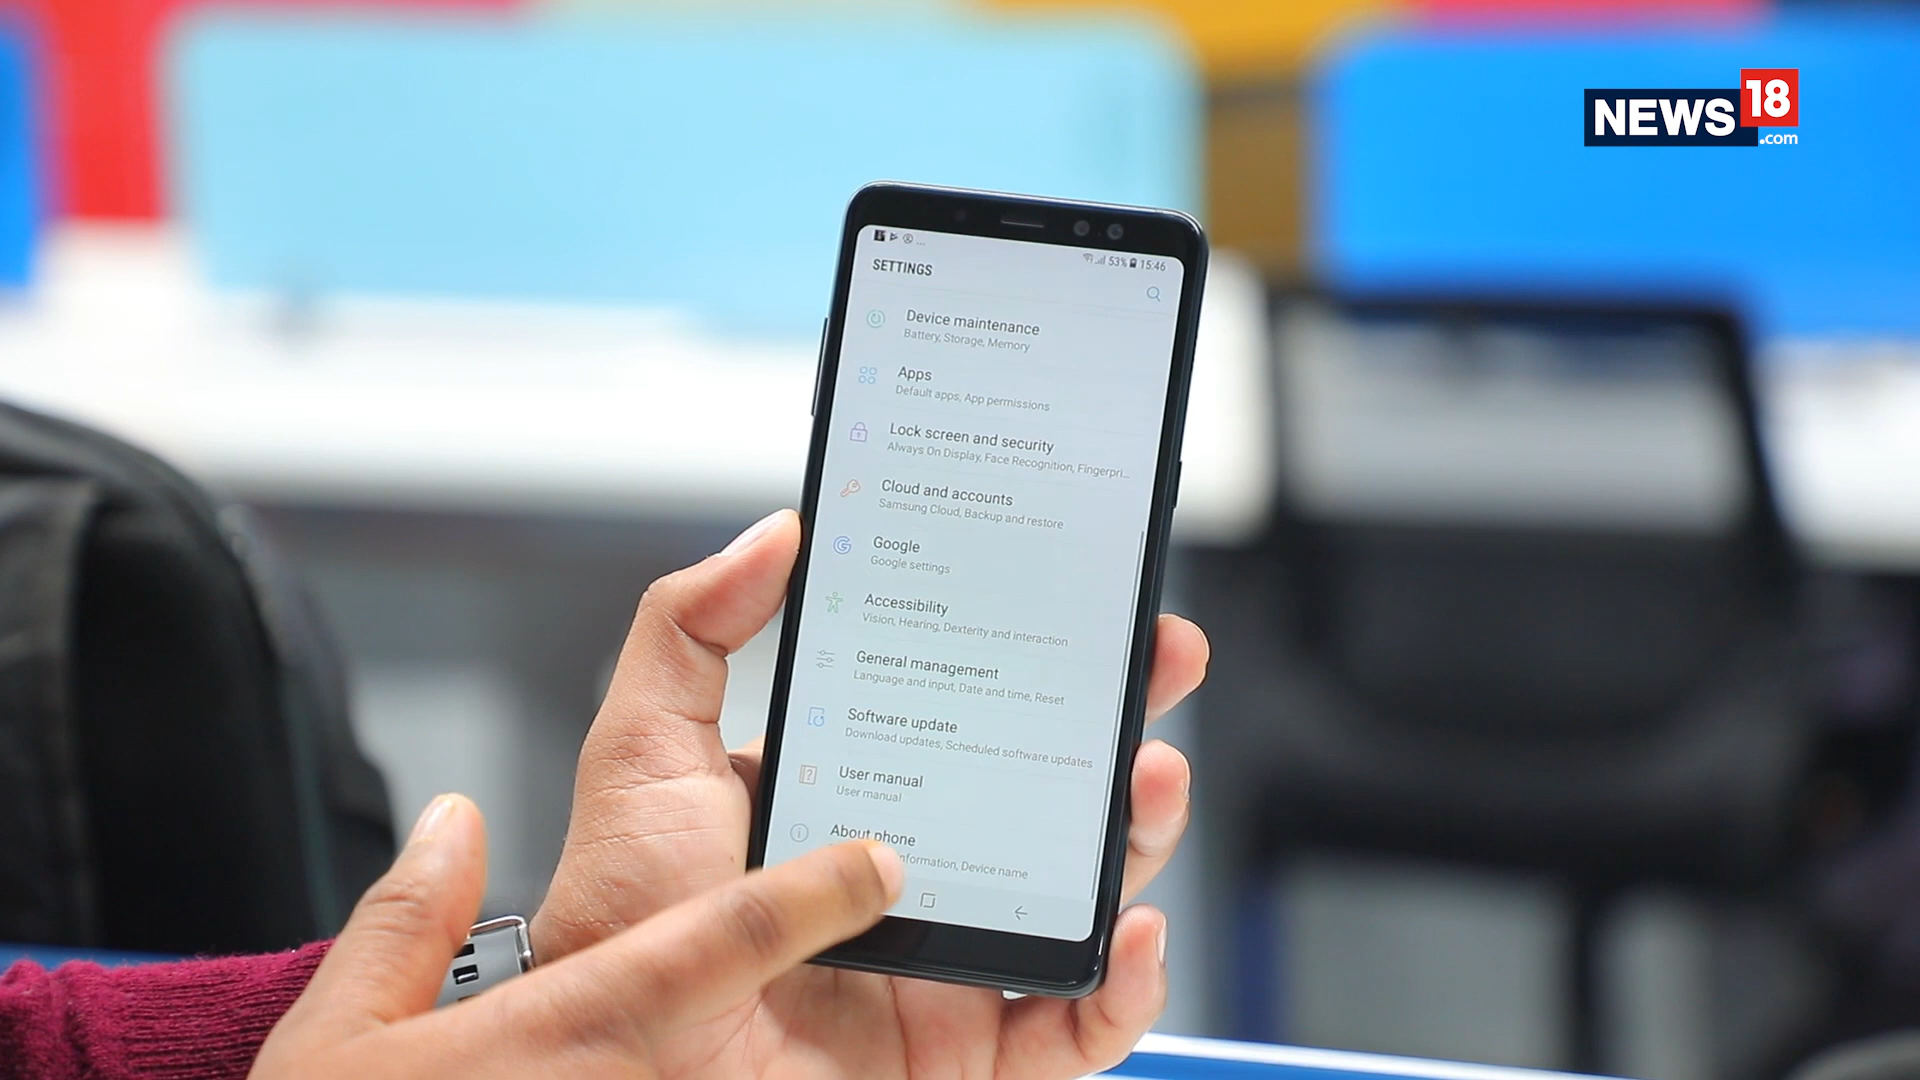 NEWS 18
.com
53% 15:46
SETTINGS
Device maintenance
Battery, Storage, Memory
Apps
Default apps, App permissions
Lock screen and security
Always On Display, Face Recognition, Fingerpri...
Cloud and accounts
Samsung Cloud, Backup and restore
Google
Google settings
Accessibility
Vision, Hearing, Dexterity and interaction
General management
Language and input, Date and time, Reset
Software update
Download updates, Scheduled software updates
User manual
User manual
About phone
information, Device name